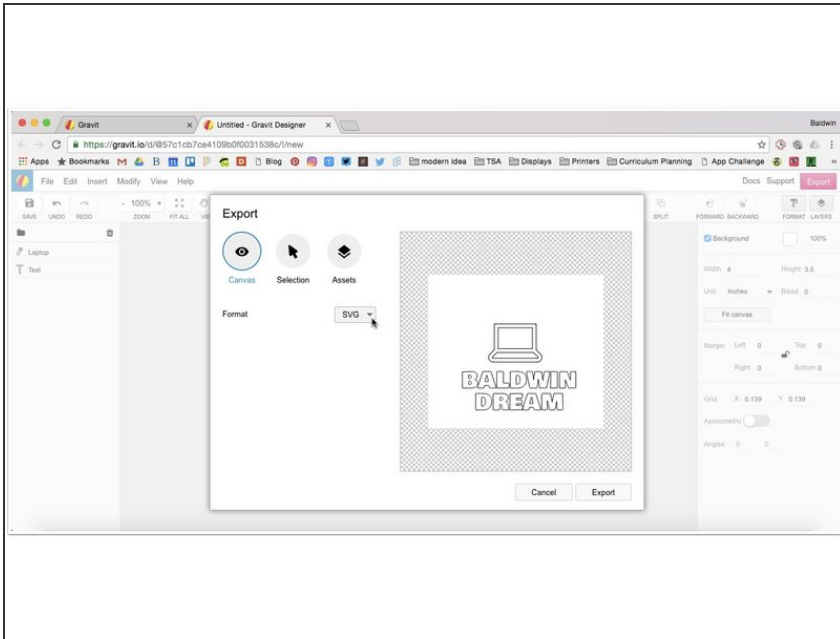 Gravit
Untitled - Gravit Designer
Baldwin
https://gravit.io/d/@57c1cb7ce4109b0f0031538c/l/new
Apps Bookmarks Blog modern idea TSA Displays Printers Curriculum Planning App Challenge
File Edit Insert Modify View Help
Docs Support Export
SAVE UNDO REDO
- 100% +
ZOOM FIT ALL
SPLIT
FORWARD BACKWARD
FORMAT LAYERS
Laptop
Text
Export
Canvas Selection Assets
Format SVG
BALDWIN
DREAM
Cancel Export
Background 100%
Width 4 Height 3.5
Unit Inches Bleed 0
Fit canvas
Margin Left 0 Top 0
Right 0 Bottom 0
Grid X 0.139 Y 0.139
Axonometric
Angles 0 0